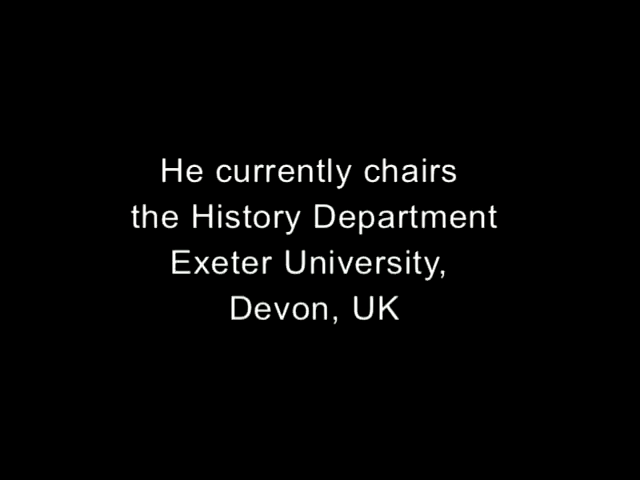 He currently chairs
the History Department
Exeter University,
Devon, UK